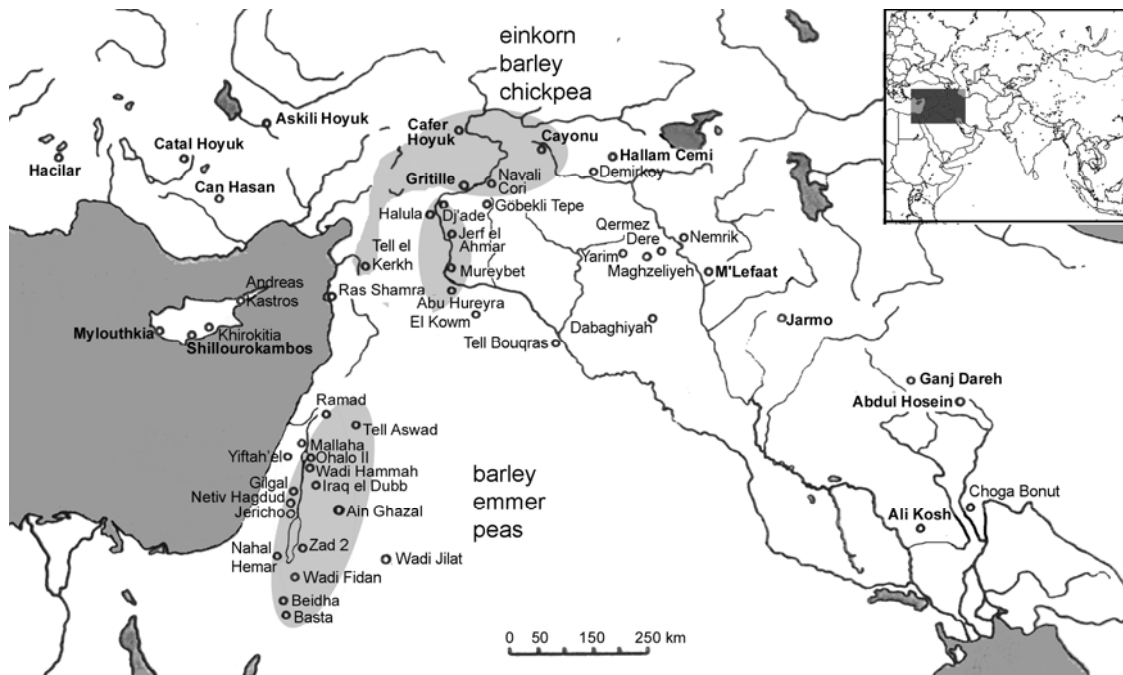 einkorn
barley
chickpea
Askili Hoyuk
Cafer
Hoyuk
Cayonu
Catal Hoyuk
Hallam Cemi
Hacilar
Demirkoy
Can Hasan
Gritille
Navali
Cori
Halula
Dj'ade
Göbekli Tepe
Jerf el
Ahmar
Qermez
Dere
Nemrik
Tell el
Kerkh
Yarim
Maghzeliyeh
M'Lefaat
Mureybet
Andreas
Kastros
Ras Shamra
Abu Hureyra
El Kowm
Mylouthkia
Khirokitia
Shillourokambos
Dabaghiyah
Jarmo
Tell Bouqras
Ganj Dareh
Abdul Hosein
Ramad
Tell Aswad
Mallaha
Yiftah'el
Ohalo II
Wadi Hammah
Gilgal
Iraq el Dubb
Netiv Hagdud
Jericho
Ain Ghazal
barley
emmer
peas
Choga Bonut
Ali Kosh
Nahal
Hemar
Zad 2
Wadi Jilat
Wadi Fidan
Beidha
Basta
0 50 150 250 km